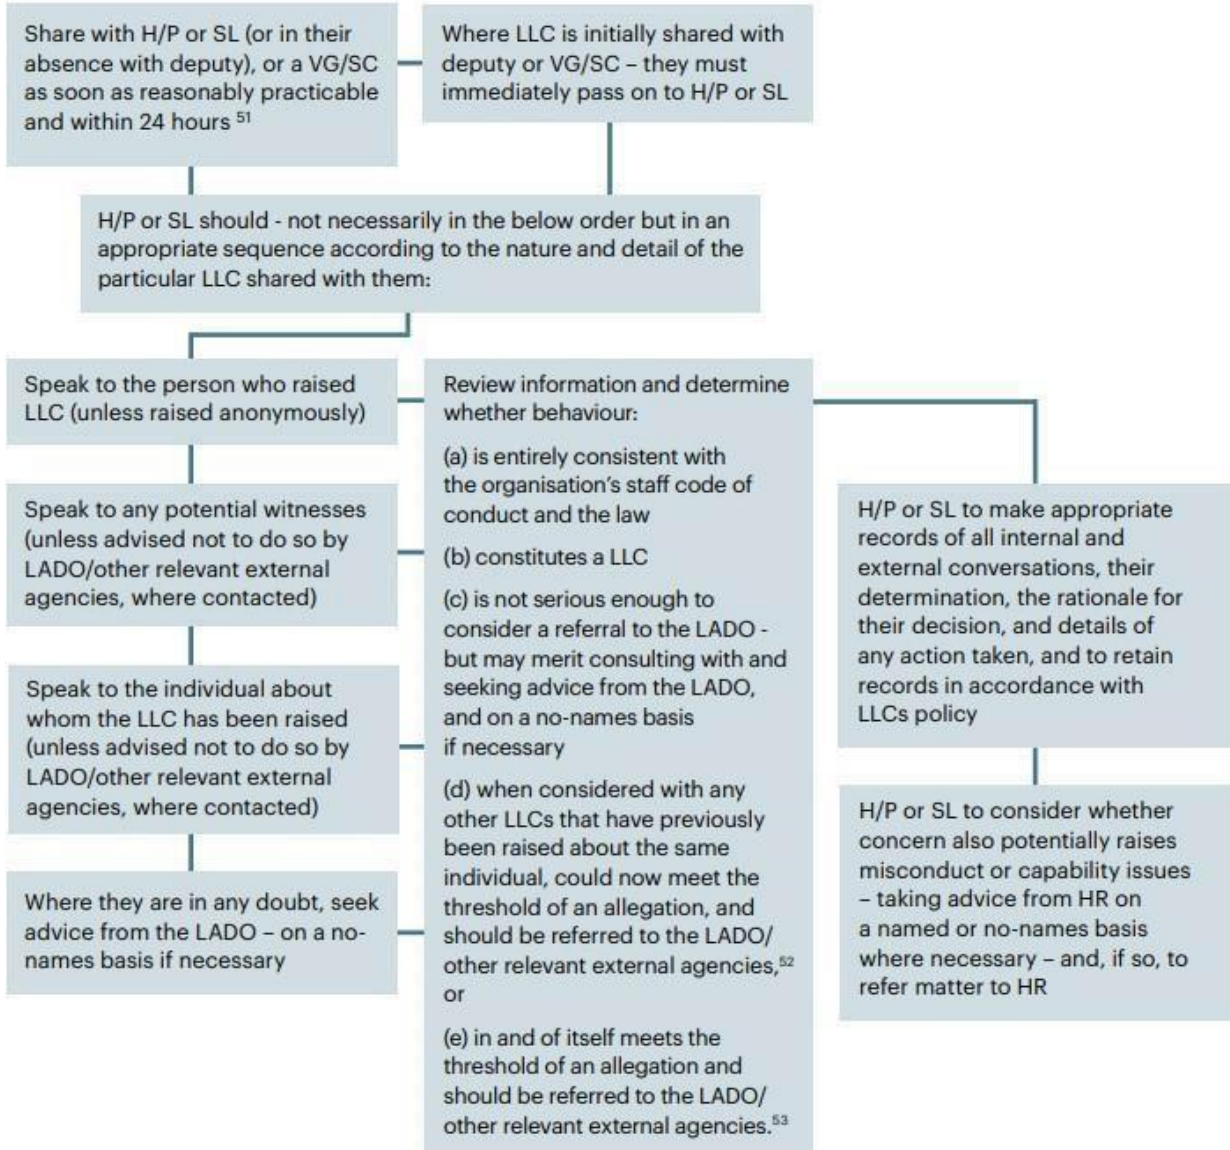 Share with H/P or SL (or in their
absence with deputy), or a VG/SC
as soon as reasonably practicable
and within 24 hours 51
Where LLC is initially shared with
deputy or VG/SC – they must
immediately pass on to H/P or SL
H/P or SL should - not necessarily in the below order but in an
appropriate sequence according to the nature and detail of the
particular LLC shared with them:
Speak to the person who raised
LLC (unless raised anonymously)
Speak to any potential witnesses
(unless advised not to do so by
LADO/other relevant external
agencies, where contacted)
Speak to the individual about
whom the LLC has been raised
(unless advised not to do so by
LADO/other relevant external
agencies, where contacted)
Where they are in any doubt, seek
advice from the LADO – on a no-
names basis if necessary
Review information and determine
whether behaviour:
(a) is entirely consistent with
the organisation’s staff code of
conduct and the law
(b) constitutes a LLC
(c) is not serious enough to
consider a referral to the LADO -
but may merit consulting with and
seeking advice from the LADO,
and on a no-names basis
if necessary
(d) when considered with any
other LLCs that have previously
been raised about the same
individual, could now meet the
threshold of an allegation, and
should be referred to the LADO/
other relevant external agencies,52
or
(e) in and of itself meets the
threshold of an allegation and
should be referred to the LADO/
other relevant external agencies.53
H/P or SL to make appropriate
records of all internal and
external conversations, their
determination, the rationale for
their decision, and details of
any action taken, and to retain
records in accordance with
LLCs policy
H/P or SL to consider whether
concern also potentially raises
misconduct or capability issues
– taking advice from HR on
a named or no-names basis
where necessary – and, if so, to
refer matter to HR